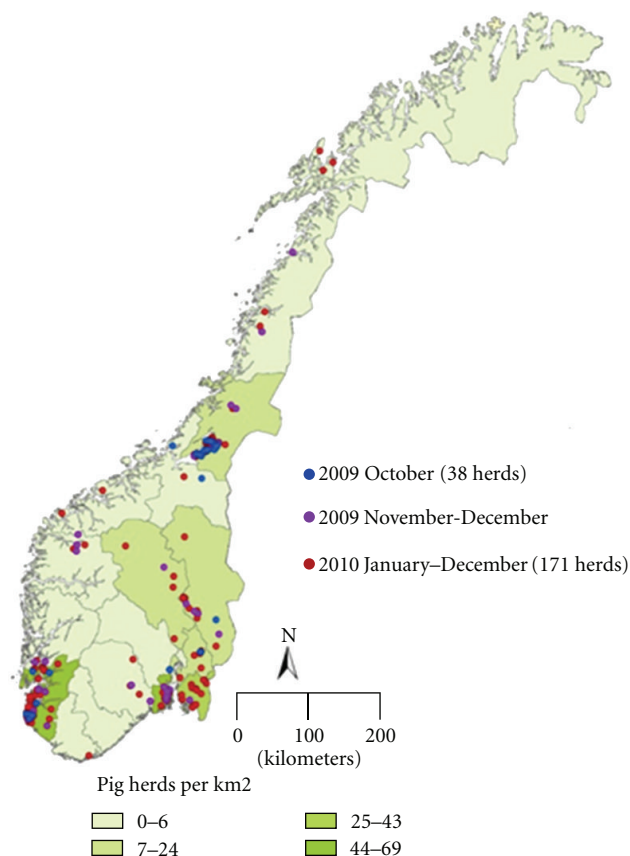 2009 October (38 herds)
2009 November-December
2010 January–December (171 herds)
N
0 100 200
(kilometers)
Pig herds per km2
0–6 25–43
7–24 44–69